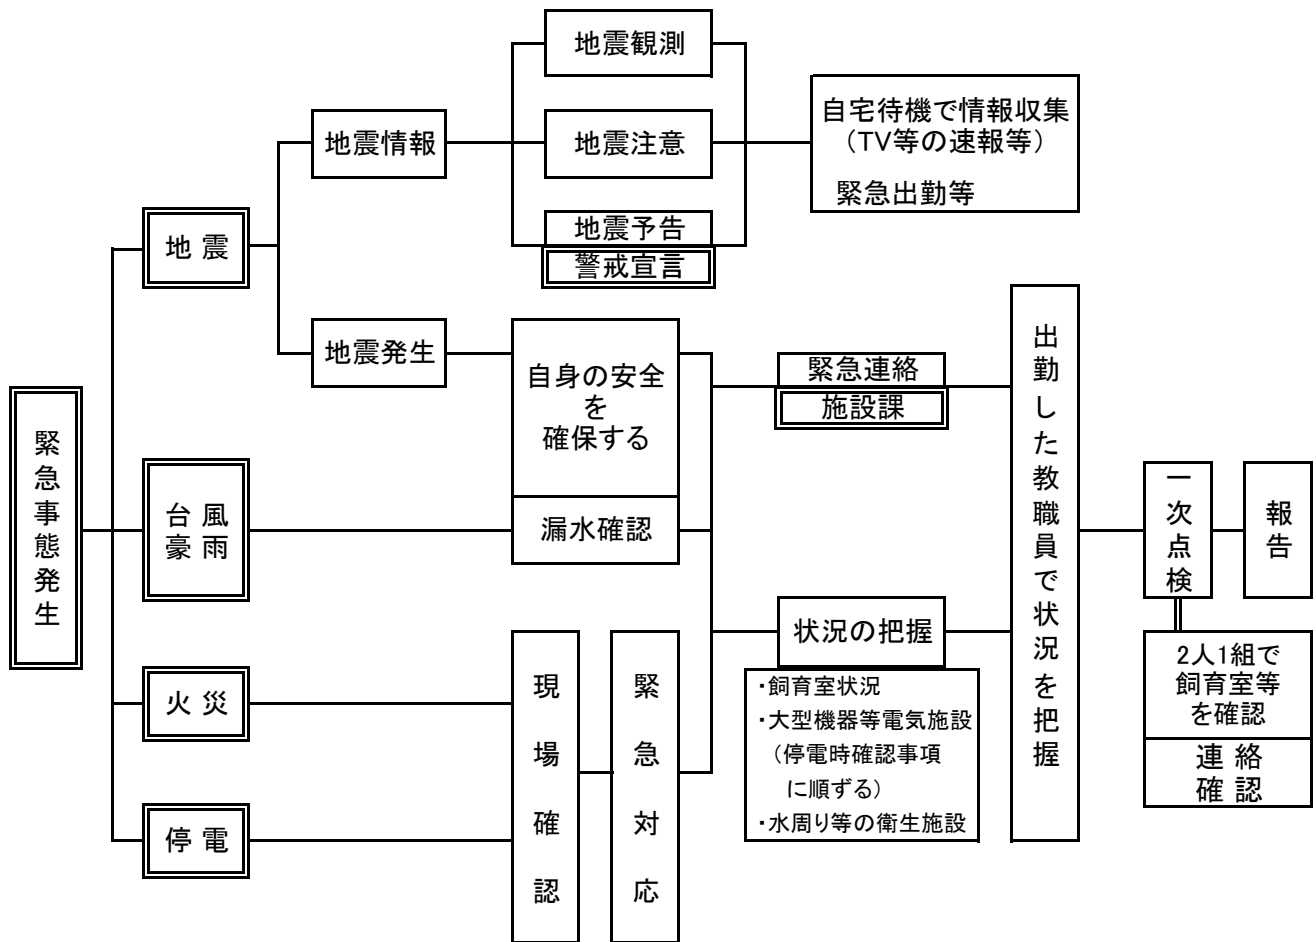 緊急事態発生
地 震
台 風
豪 雨
火 災
停 電
地震情報
地震発生
地震観測
地震注意
地震予告
警戒宣言
自宅待機で情報収集
（TV等の速報等）
緊急出勤等
自身の安全
を
確保する
漏水確認
現場確認
緊急対応
緊急連絡
施設課
状況の把握
・飼育室状況
・大型機器等電気施設
（停電時確認事項
に順ずる）
・水周り等の衛生施設
出勤した教職員で状況を把握
一次点検
2人1組で
飼育室等
を確認
連 絡
確 認
報告